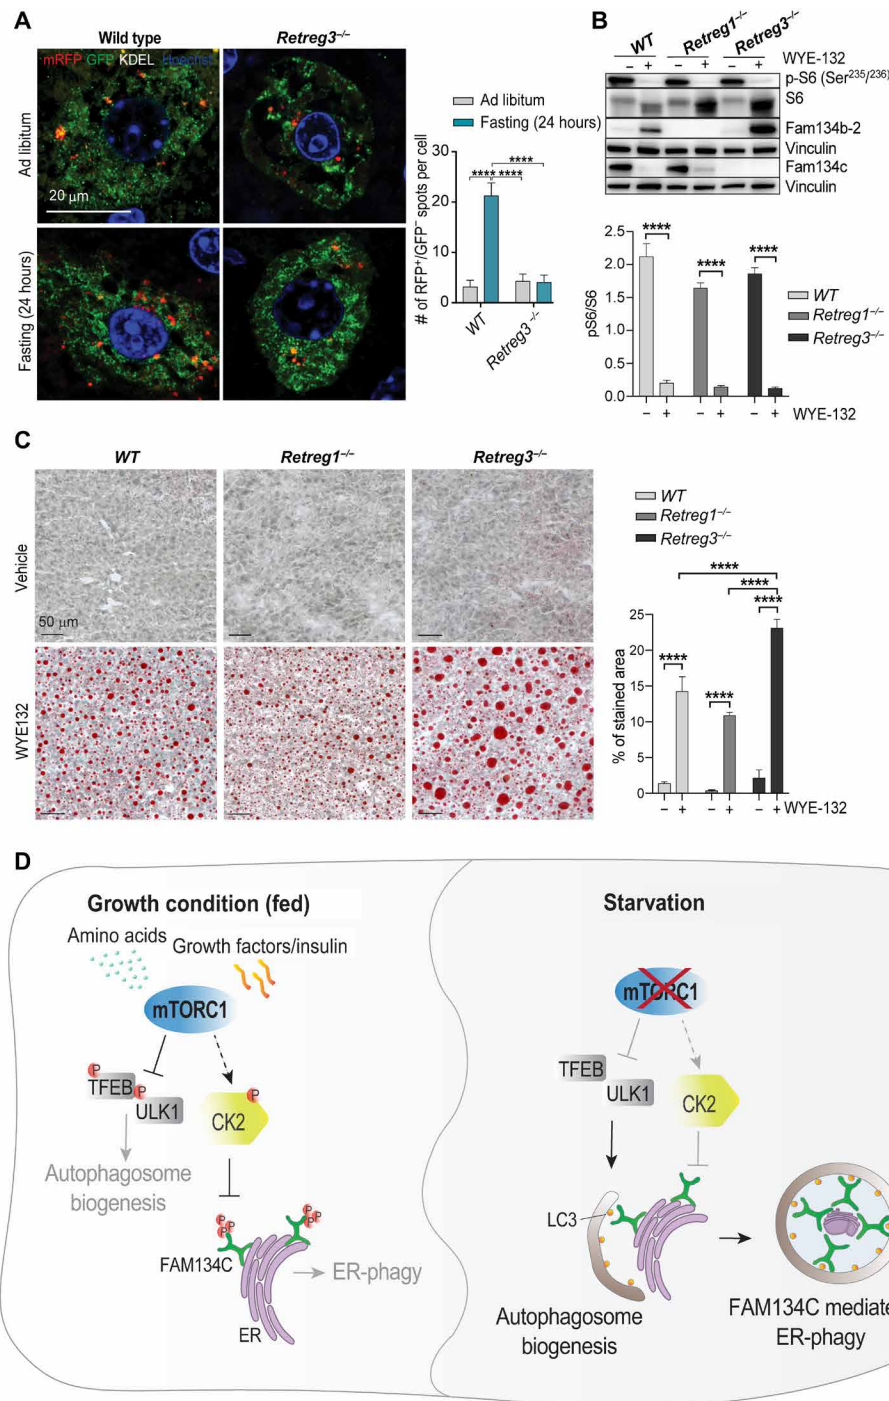 A
Wild type
Retreg3–/–
mRFP GFP KDEL Hoechst
Ad libitum
20 μm
Fasting (24 hours)
Ad libitum
Fasting (24 hours)
# of RFP+/GFP– spots per cell
30
20
10
0
****
****
****
WT
Retreg3–/–
B
WT
Retreg1–/–
Retreg3–/–
WYE-132
– + – + – +
p-S6 (Ser235/236)
S6
Fam134b-2
Vinculin
Fam134c
Vinculin
pS6/S6
2.5
2.0
1.5
1.0
0.5
0.0
****
****
****
– + – + – +
WYE-132
WT
Retreg1–/–
Retreg3–/–
C
WT
Retreg1–/–
Retreg3–/–
Vehicle
50 μm
WYE132
WT
Retreg1–/–
Retreg3–/–
% of stained area
25
20
15
10
5
0
****
****
****
****
****
– + – + – +
WYE-132
D
Growth condition (fed)
Amino acids
Growth factors/insulin
mTORC1
P
TFEB
P
ULK1
P
CK2
Autophagosome
biogenesis
P
P
P
P
P
P
FAM134C
ER
ER-phagy
Starvation
mTORC1
TFEB
ULK1
CK2
LC3
Autophagosome
biogenesis
FAM134C mediate
ER-phagy